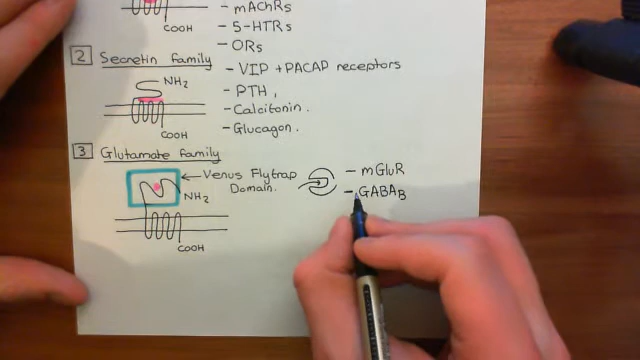 - mAChRs
COOH
- 5-HTRs
- ORs
2 Secretin family
NH2
- VIP + PACAP receptors
- PTH,
- Calcitonin.
COOH
- Glucagon.
3 Glutamate family
Venus Flytrap Domain.
NH2
- mGluR
- GABAB
COOH